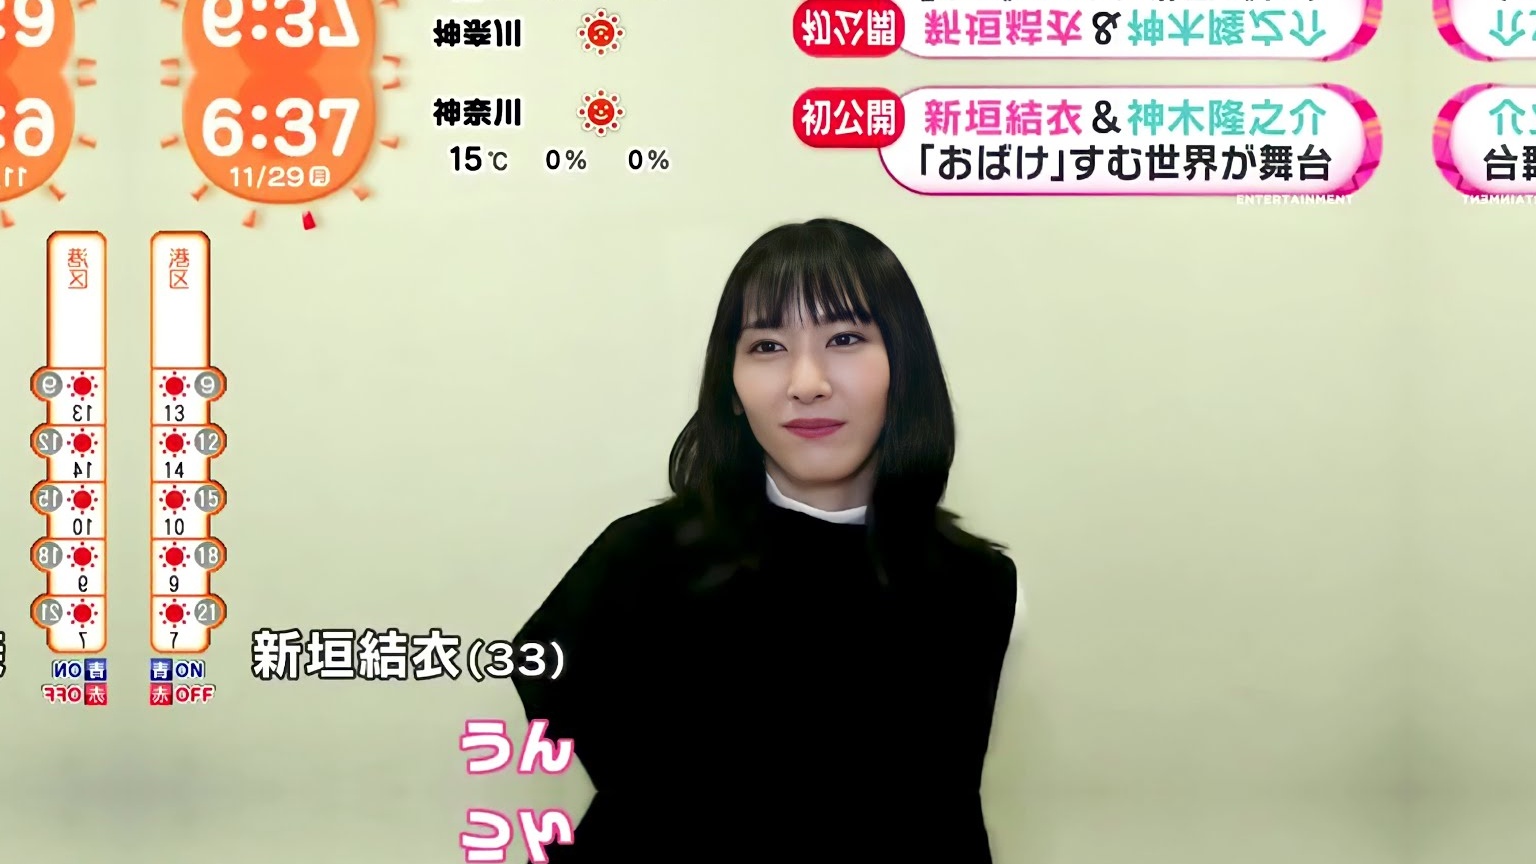 6:37
11/29㊊
神奈川
15℃ 0% 0%
初公開
新垣結衣&神木隆之介
「おばけ」すむ世界が舞台
ENTERTAINMENT
港区
9
13
12
14
15
10
18
9
21
7
青ON
赤OFF
新垣結衣(33)
うん